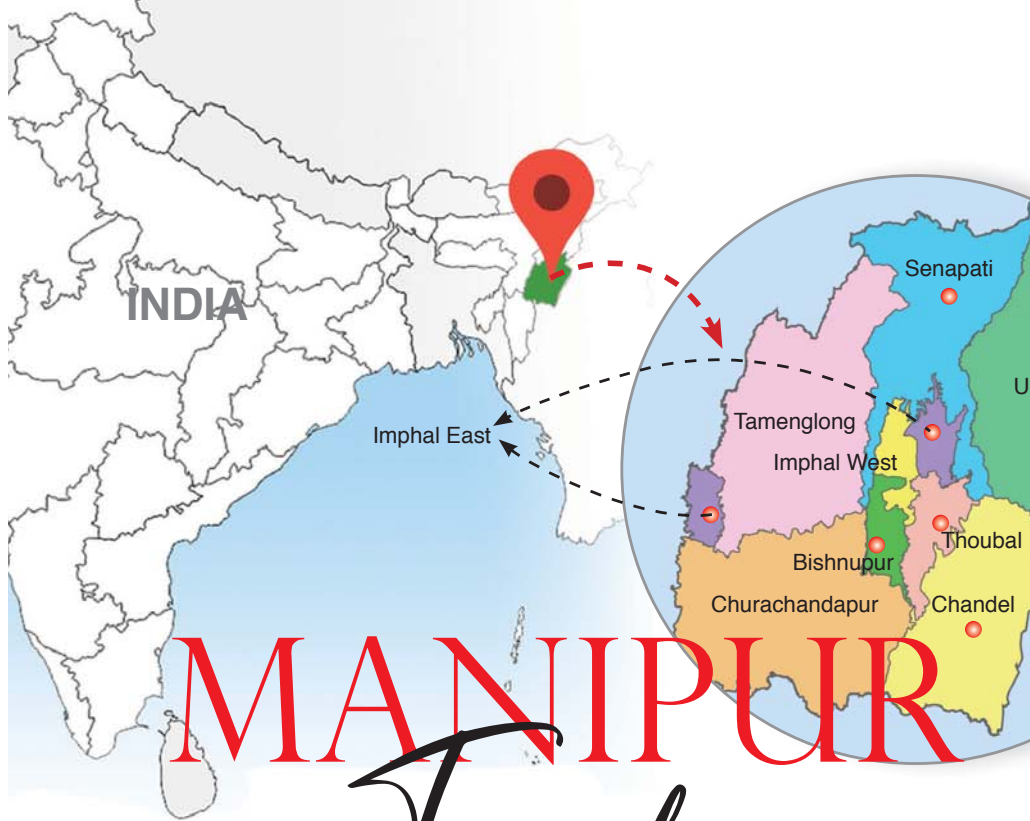 INDIA
Senapati
U
Imphal East
Tamenglong
Imphal West
Thoubal
Bishnupur
Churachandapur
Chandel
MANIPUR